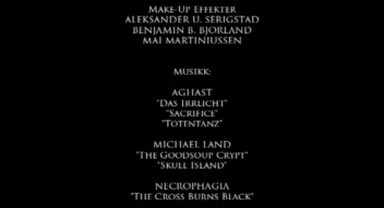 Make-Up Effekter
ALEKSANDER U. SERIGSTAD
BENJAMIN B. BJORLAND
MAI MARTINIUSSEN
Musikk:
AGHAST
"Das Irrlicht"
"Sacrifice"
"Totentanz"
MICHAEL LAND
"The Goodsoup Crypt"
"Skull Island"
NECROPHAGIA
"The Cross Burns Black"